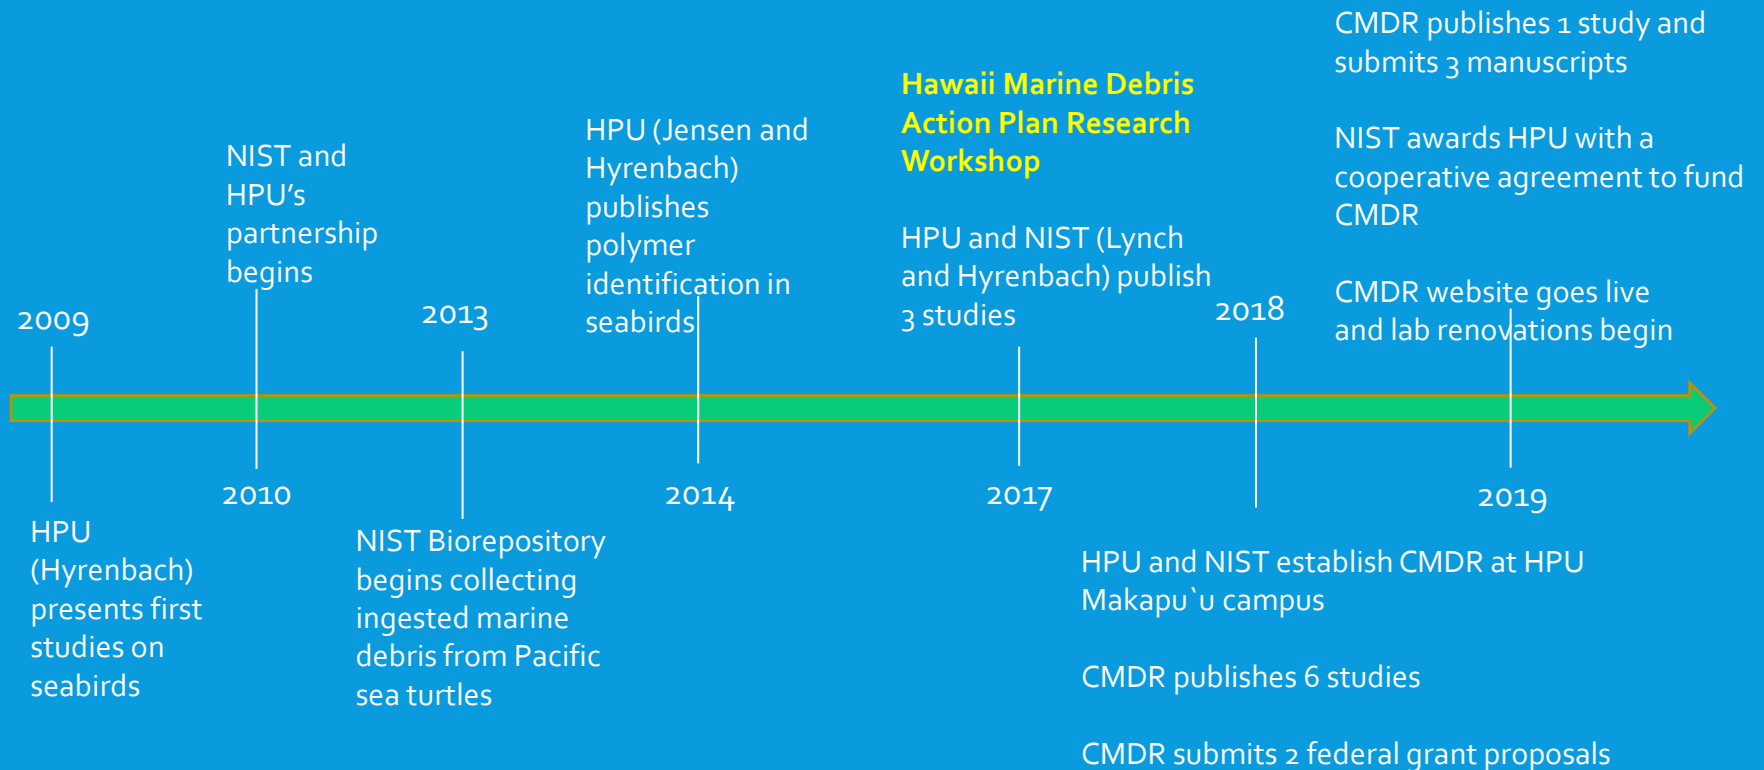 2009
HPU
(Hyrenbach)
presents first
studies on
seabirds
NIST and
HPU's
partnership
begins
2010
2013
NIST Biorepository
begins collecting
ingested marine
debris from Pacific
sea turtles
HPU (Jensen and
Hyrenbach)
publishes
polymer
identification in
seabirds
2014
Hawaii Marine Debris
Action Plan Research
Workshop
HPU and NIST (Lynch
and Hyrenbach) publish
3 studies
2017
2018
HPU and NIST establish CMDR at HPU
Makapu`u campus
CMDR publishes 6 studies
CMDR submits 2 federal grant proposals
CMDR publishes 1 study and
submits 3 manuscripts
NIST awards HPU with a
cooperative agreement to fund
CMDR
CMDR website goes live
and lab renovations begin
2019